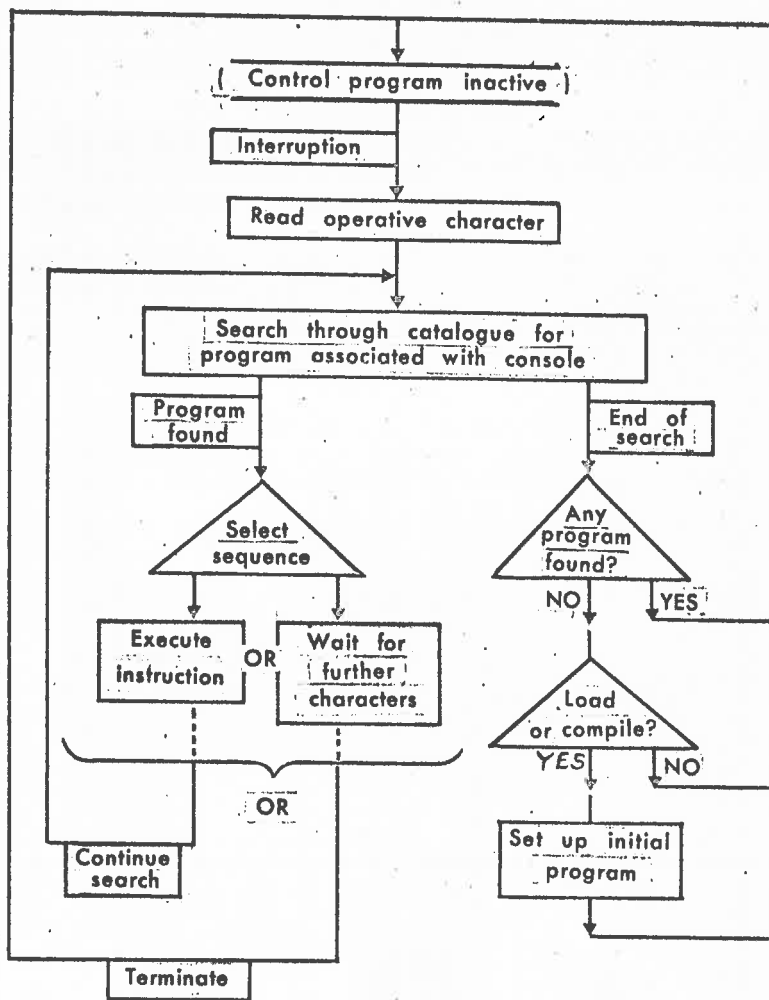 ( Control program inactive )
Interruption
Read operative character
Search through catalogue for
program associated with console
Program
found
End of
search
Select
sequence
Any
program
found?
NO
YES
Execute
instruction
OR
Wait for
further
characters
Load
or compile?
YES
NO
OR
Set up initial
program
Continue
search
Terminate